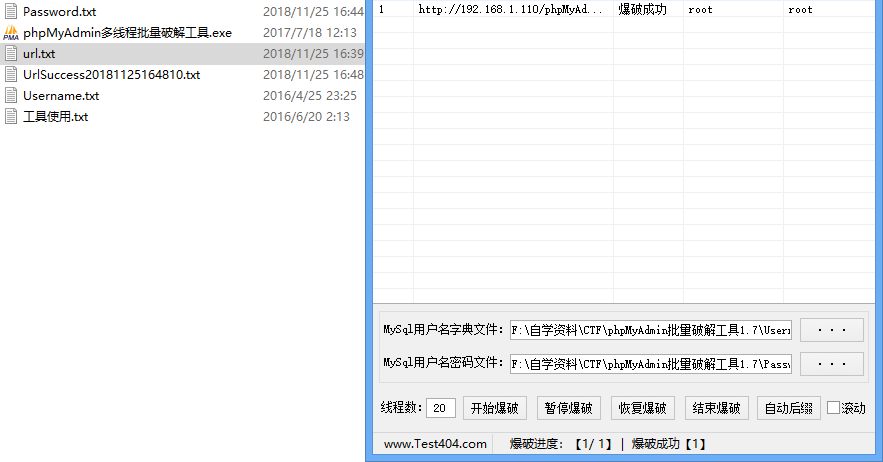 Password.txt 2018/11/25 16:44
phpMyAdmin多线程批量破解工具.exe 2017/7/18 12:13
url.txt 2018/11/25 16:39
UrlSuccess20181125164810.txt 2018/11/25 16:48
Username.txt 2016/4/25 23:25
工具使用.txt 2016/6/20 2:13
1 http://192.168.1.110/phpMyAd... 爆破成功 root root
MySql用户名字典文件: F:\自学资料\CTF\phpMyAdmin批量破解工具1.7\Usern ...
MySql用户名密码文件: F:\自学资料\CTF\phpMyAdmin批量破解工具1.7\Pass ...
线程数: 20 开始爆破 暂停爆破 恢复爆破 结束爆破 自动后缀 滚动
www.Test404.com 爆破进度: 【1/ 1】 | 爆破成功【1】